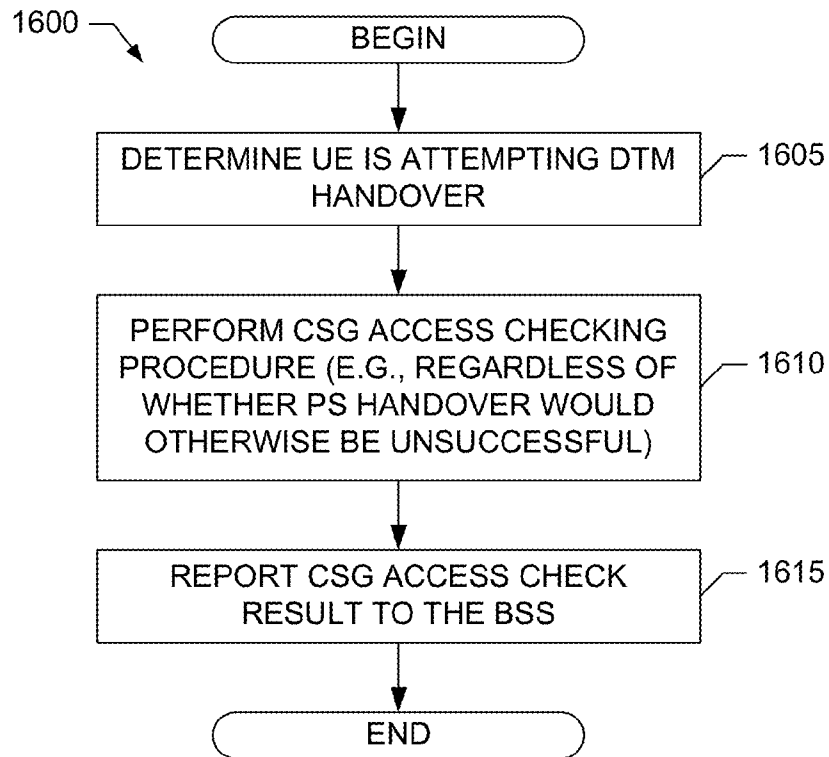 1600
BEGIN
DETERMINE UE IS ATTEMPTING DTM
HANDOVER
1605
PERFORM CSG ACCESS CHECKING
PROCEDURE (E.G., REGARDLESS OF
WHETHER PS HANDOVER WOULD
OTHERWISE BE UNSUCCESSFUL)
1610
REPORT CSG ACCESS CHECK
RESULT TO THE BSS
1615
END